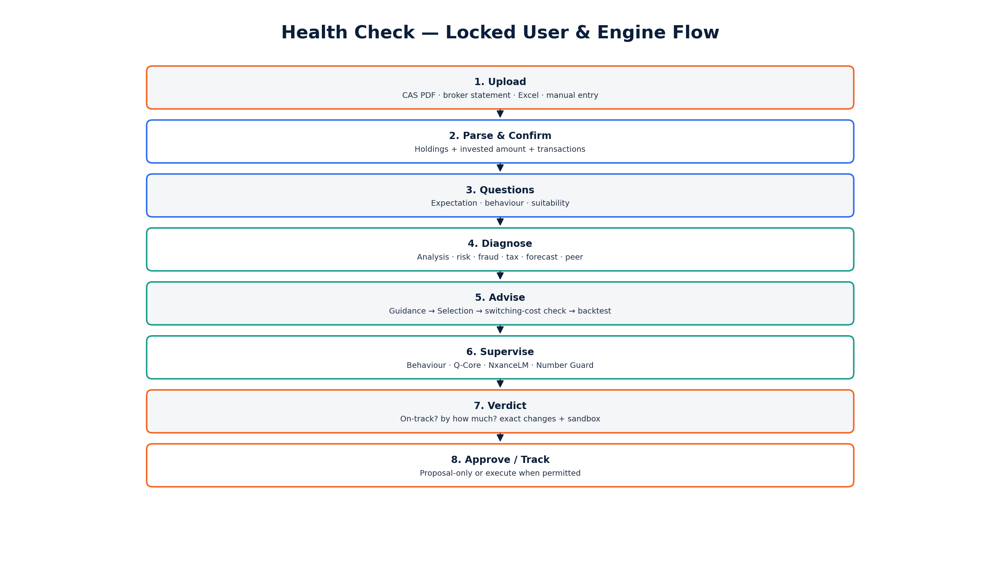 Health Check — Locked User & Engine Flow
1. Upload
CAS PDF · broker statement · Excel · manual entry
2. Parse & Confirm
Holdings + invested amount + transactions
3. Questions
Expectation · behaviour · suitability
4. Diagnose
Analysis · risk · fraud · tax · forecast · peer
5. Advise
Guidance → Selection → switching-cost check → backtest
6. Supervise
Behaviour · Q-Core · NxanceLM · Number Guard
7. Verdict
On-track? by how much? exact changes + sandbox
8. Approve / Track
Proposal-only or execute when permitted